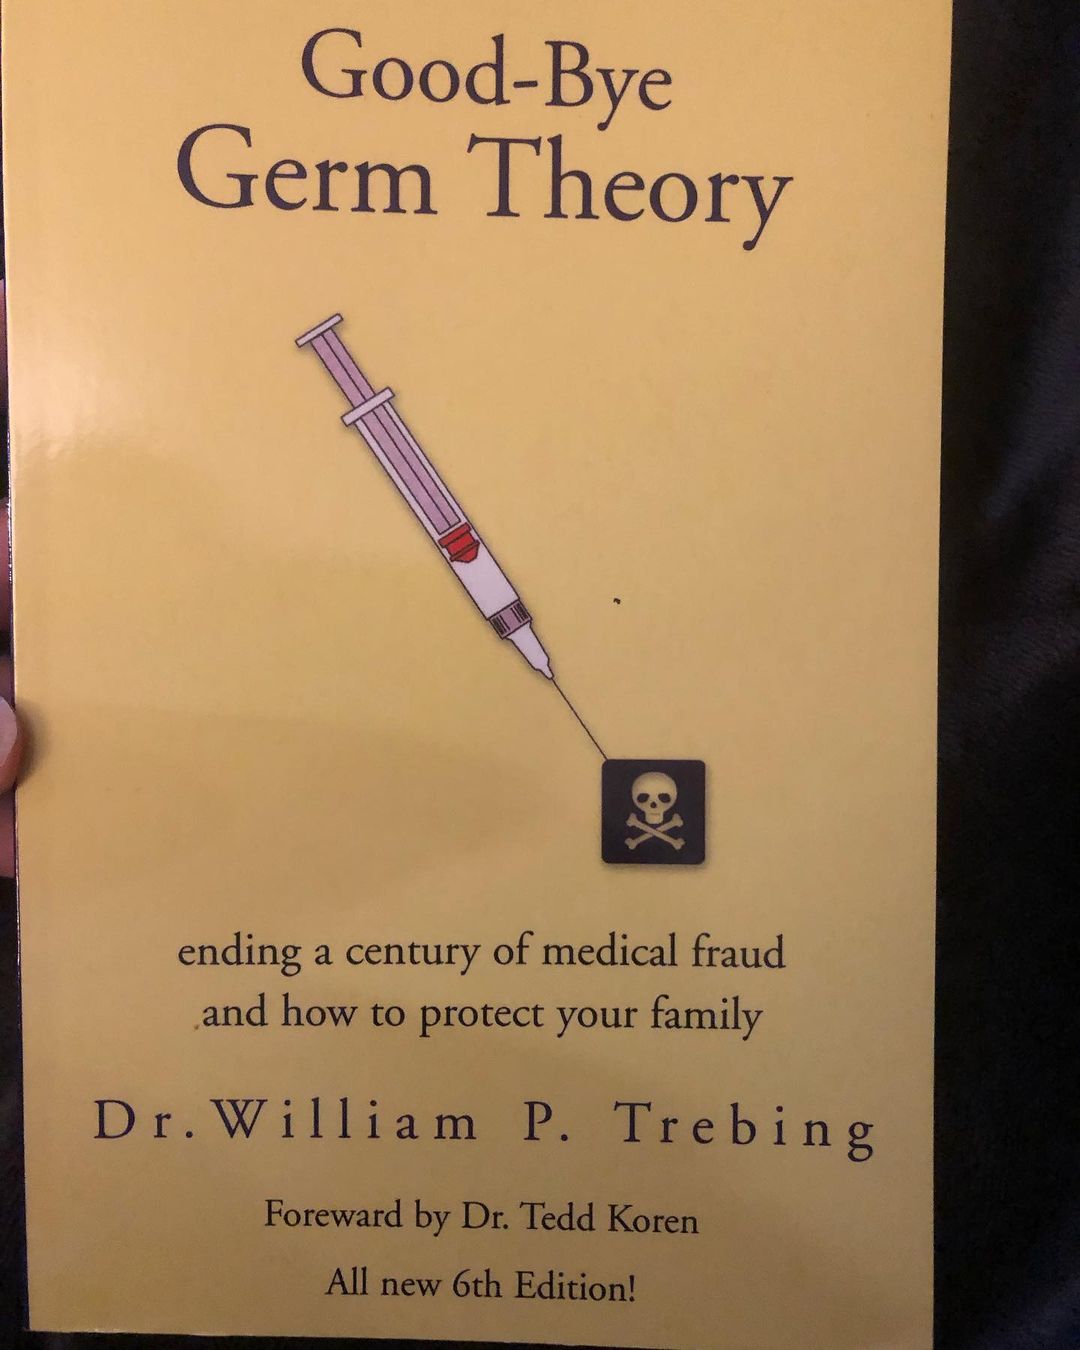 Good-Bye
Germ Theory
ending a century of medical fraud
and how to protect your family
Dr. William P. Trebing
Foreward by Dr. Tedd Koren
All new 6th Edition!